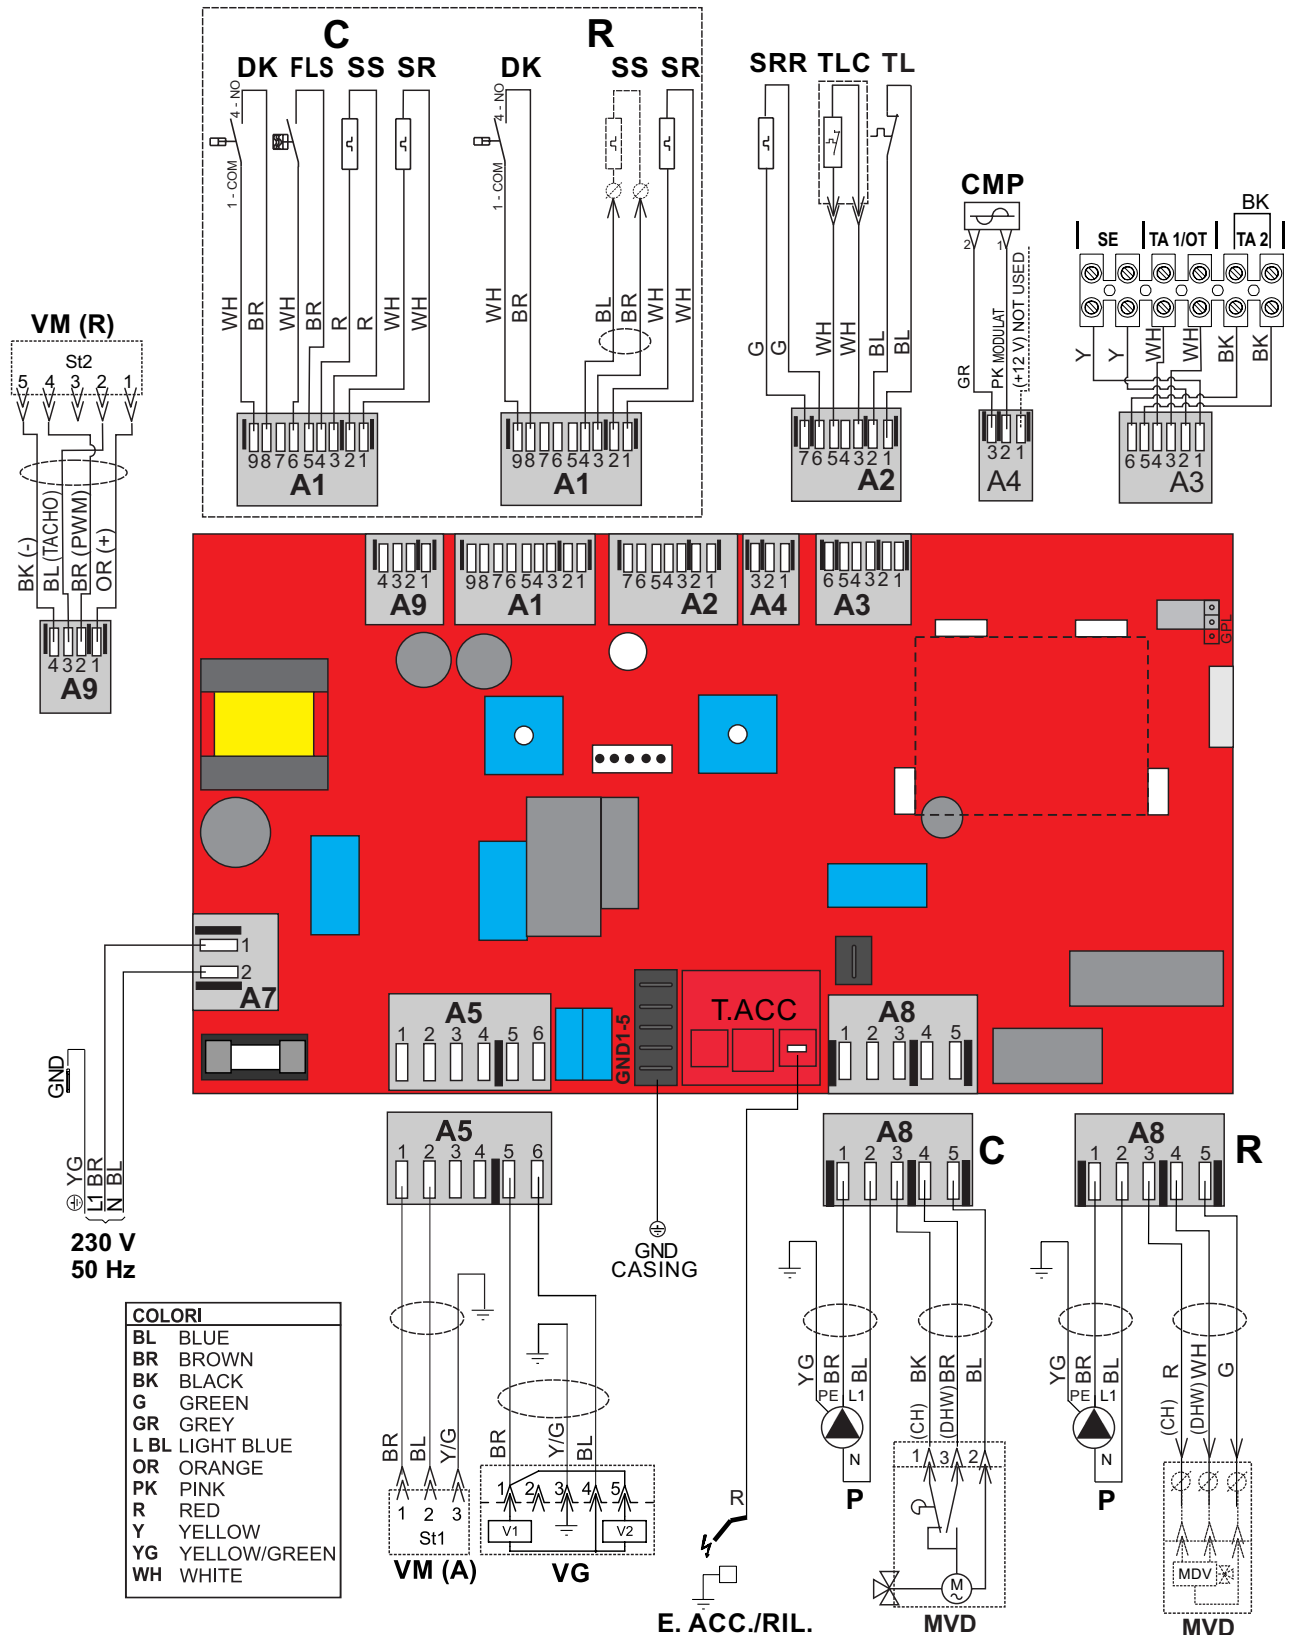 C
R
DK FLS SS SR
DK SS SR
SRR TLC TL
CMP
BK
SE TA 1/OT TA 2
4 - NO
1 - COM
4 - NO
1 - COM
2 1
WH BR WH BR R R WH WH
WH BR BL BR WH WH
G G WH WH BL BL
GR
PK MODULAT
(+12 V) NOT USED
Y Y WH WH BK BK
VM (R)
St2
5 4 3 2 1
9 8 7 6 5 4 3 2 1
A1
9 8 7 6 5 4 3 2 1
A1
7 6 5 4 3 2 1
A2
3 2 1
A4
6 5 4 3 2 1
A3
BK (-)
BL (TACHO)
BR (PWM)
OR (+)
4 3 2 1
A9
4 3 2 1
A9
9 8 7 6 5 4 3 2 1
A1
7 6 5 4 3 2 1
A2
3 2 1
A4
6 5 4 3 2 1
A3
GPL
1
2
A7
A5
1 2 3 4 5 6
GND1-5
T.ACC
A8
1 2 3 4 5
GND
YG
L1 BR
N BL
230 V
50 Hz
A5
1 2 3 4 5 6
GND
CASING
A8
1 2 3 4 5
C
A8
1 2 3 4 5
R
COLORI
BL BLUE
BR BROWN
BK BLACK
G GREEN
GR GREY
L BL LIGHT BLUE
OR ORANGE
PK PINK
R RED
Y YELLOW
YG YELLOW/GREEN
WH WHITE
BR BL Y/G
1 2 3
St1
VM (A)
BR Y/G BL
1 2 3 4 5
V1 V2
VG
R
E. ACC./RIL.
YG BR BL
PE L1
N
P
(CH) BK
(DHW) BR
BL
1 3 2
M
MVD
YG BR BL
PE L1
N
P
(CH) R
(DHW) WH
G
MDV
MVD